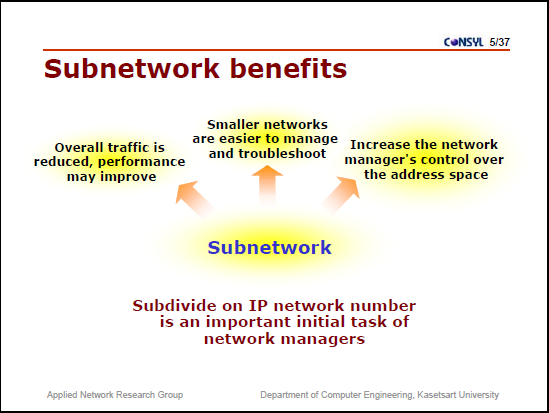 CONSYL 5/37
Subnetwork benefits
Overall traffic is
reduced, performance
may improve
Smaller networks
are easier to manage
and troubleshoot
Increase the network
manager's control over
the address space
Subnetwork
Subdivide on IP network number
is an important initial task of
network managers
Applied Network Research Group
Department of Computer Engineering, Kasetsart University